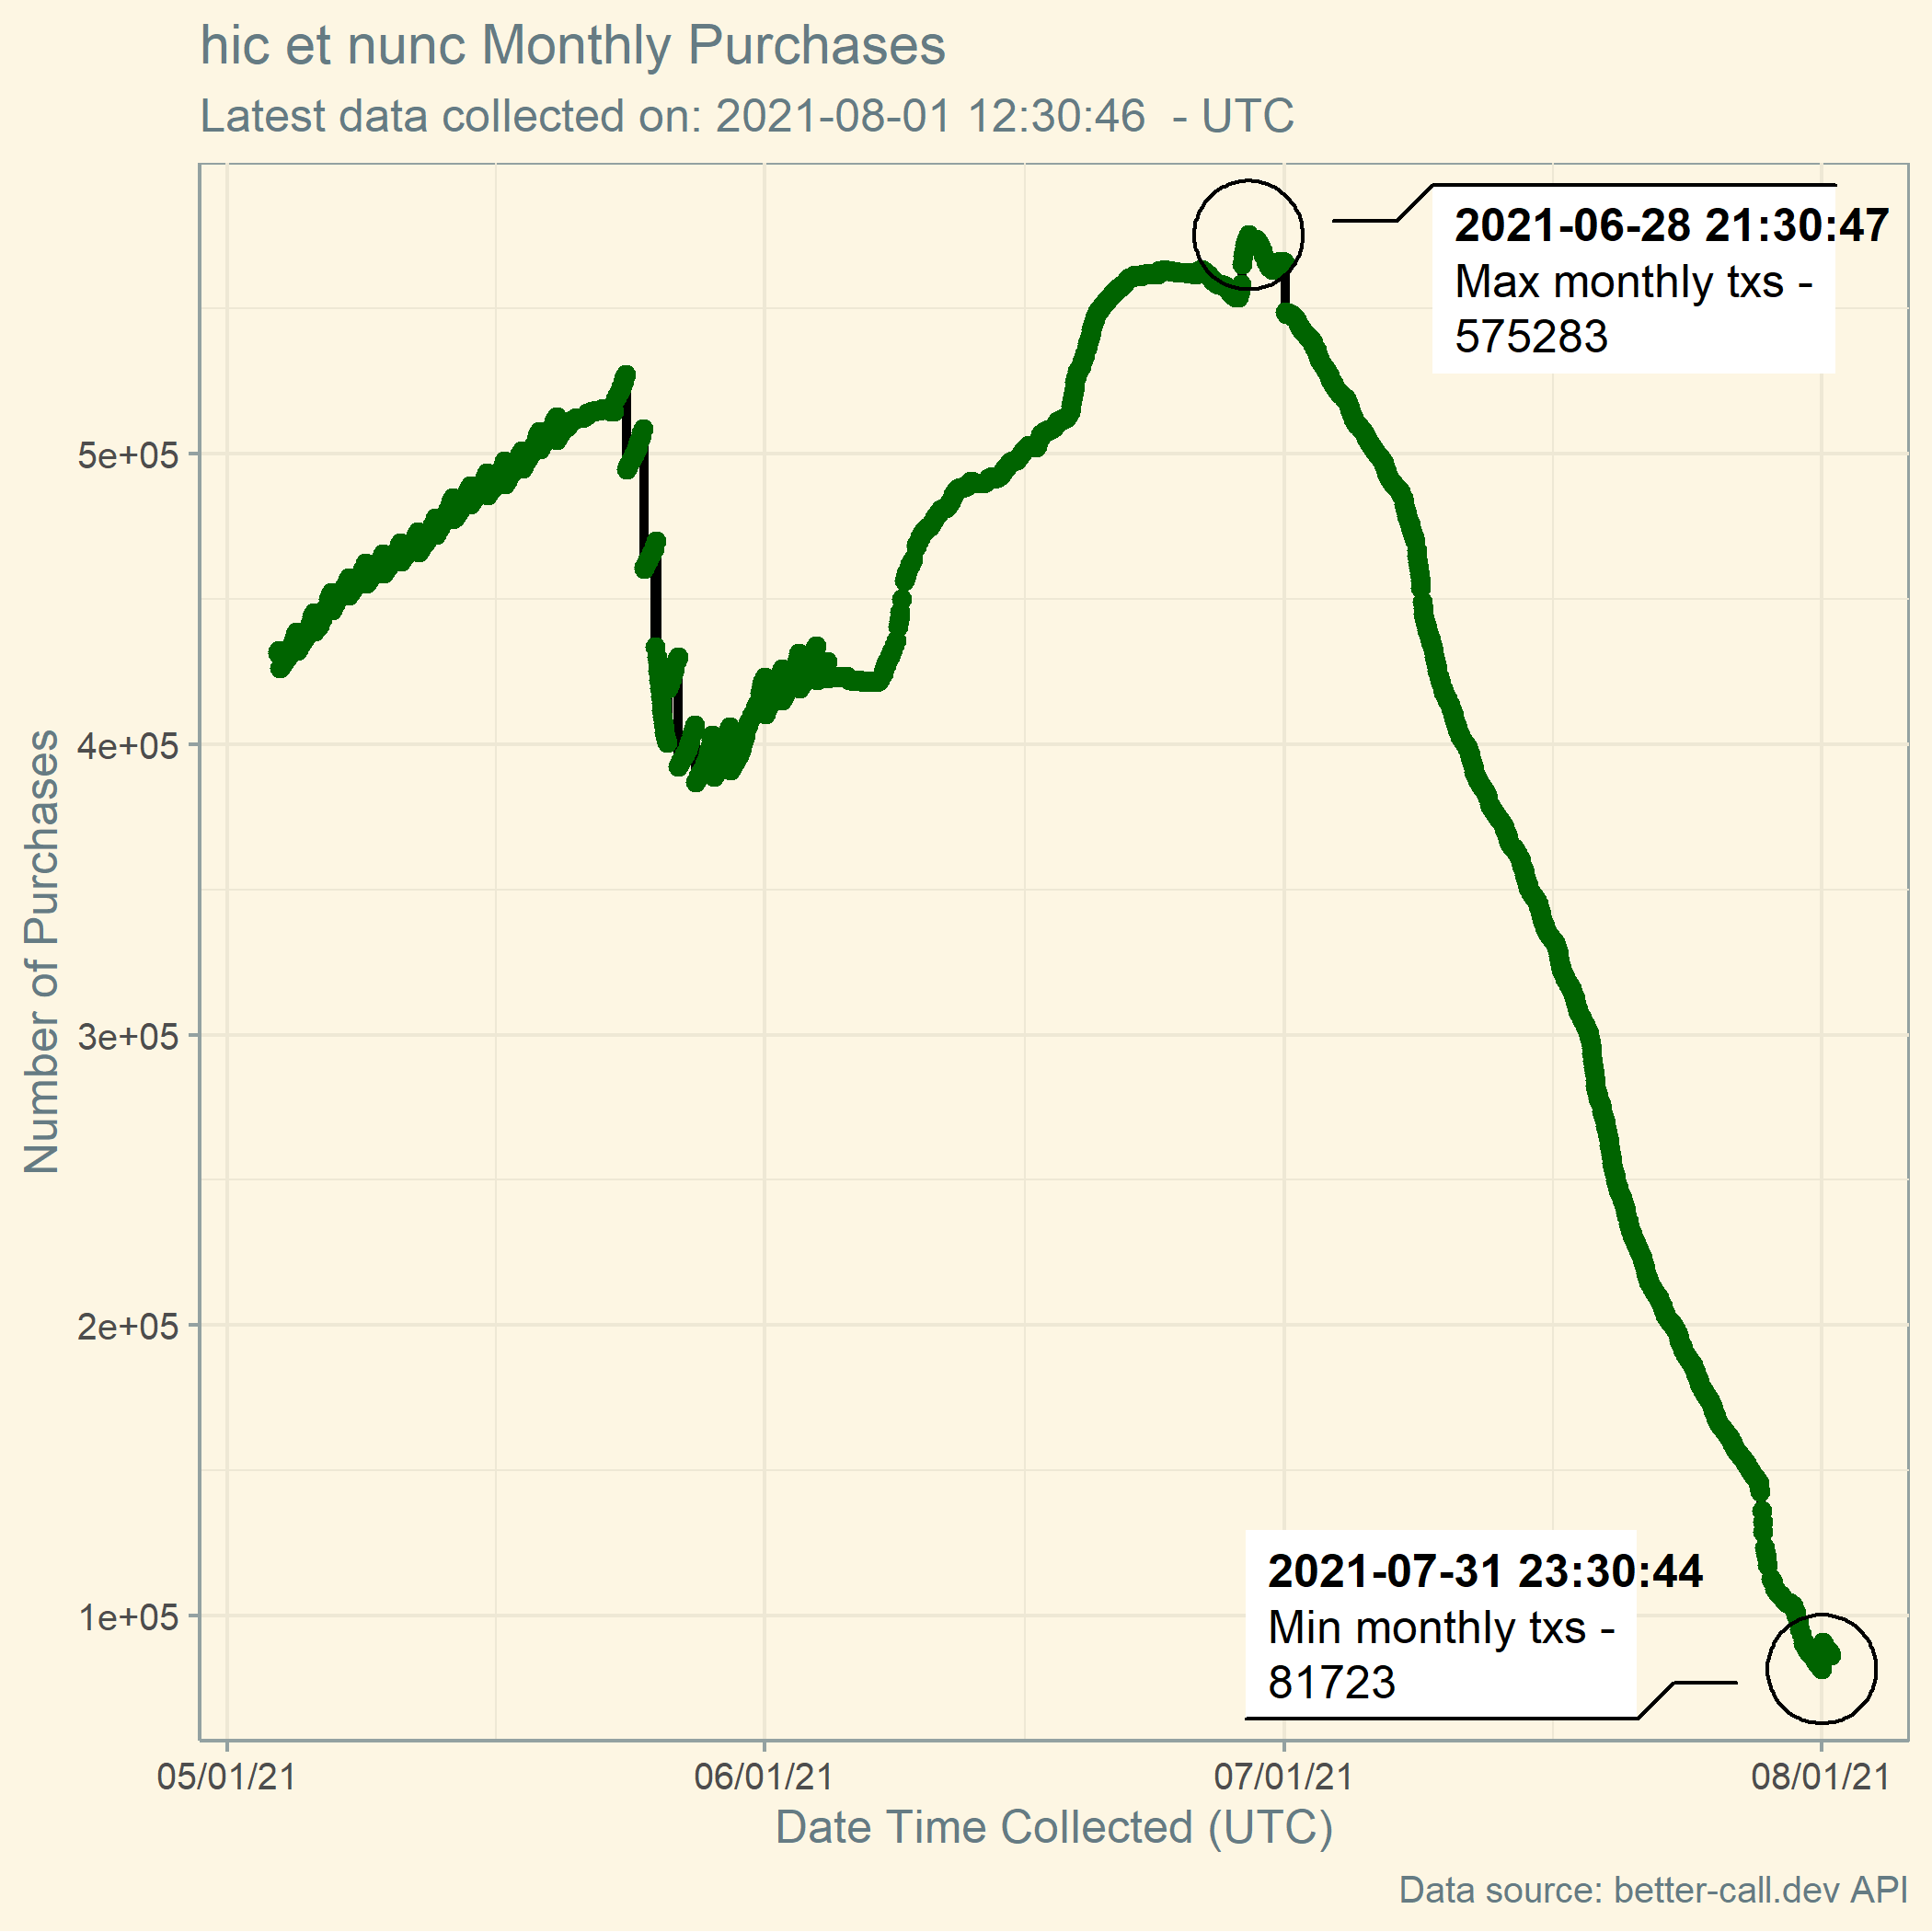 hic et nunc Monthly Purchases
Latest data collected on: 2021-08-01 12:30:46  - UTC
2021-06-28 21:30:47
Max monthly txs -
575283
5e+05
4e+05
3e+05
2e+05
1e+05
Number of Purchases
2021-07-31 23:30:44
Min monthly txs -
81723
05/01/21
06/01/21
07/01/21
08/01/21
Date Time Collected (UTC)
Data source: better-call.dev API